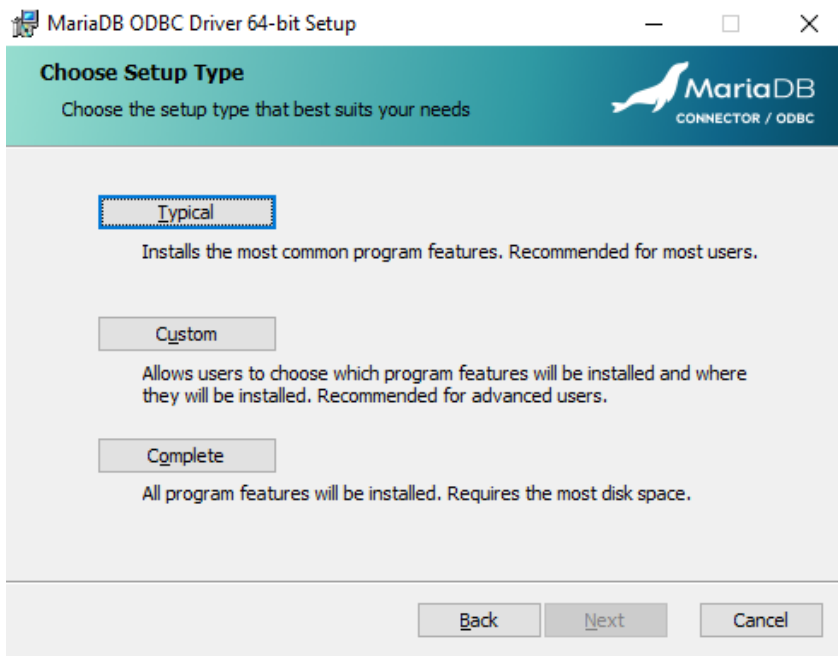 MariaDB ODBC Driver 64-bit Setup
Choose Setup Type
Choose the setup type that best suits your needs
MariaDB
CONNECTOR / ODBC
Typical
Installs the most common program features. Recommended for most users.
Custom
Allows users to choose which program features will be installed and where
they will be installed. Recommended for advanced users.
Complete
All program features will be installed. Requires the most disk space.
Back
Next
Cancel